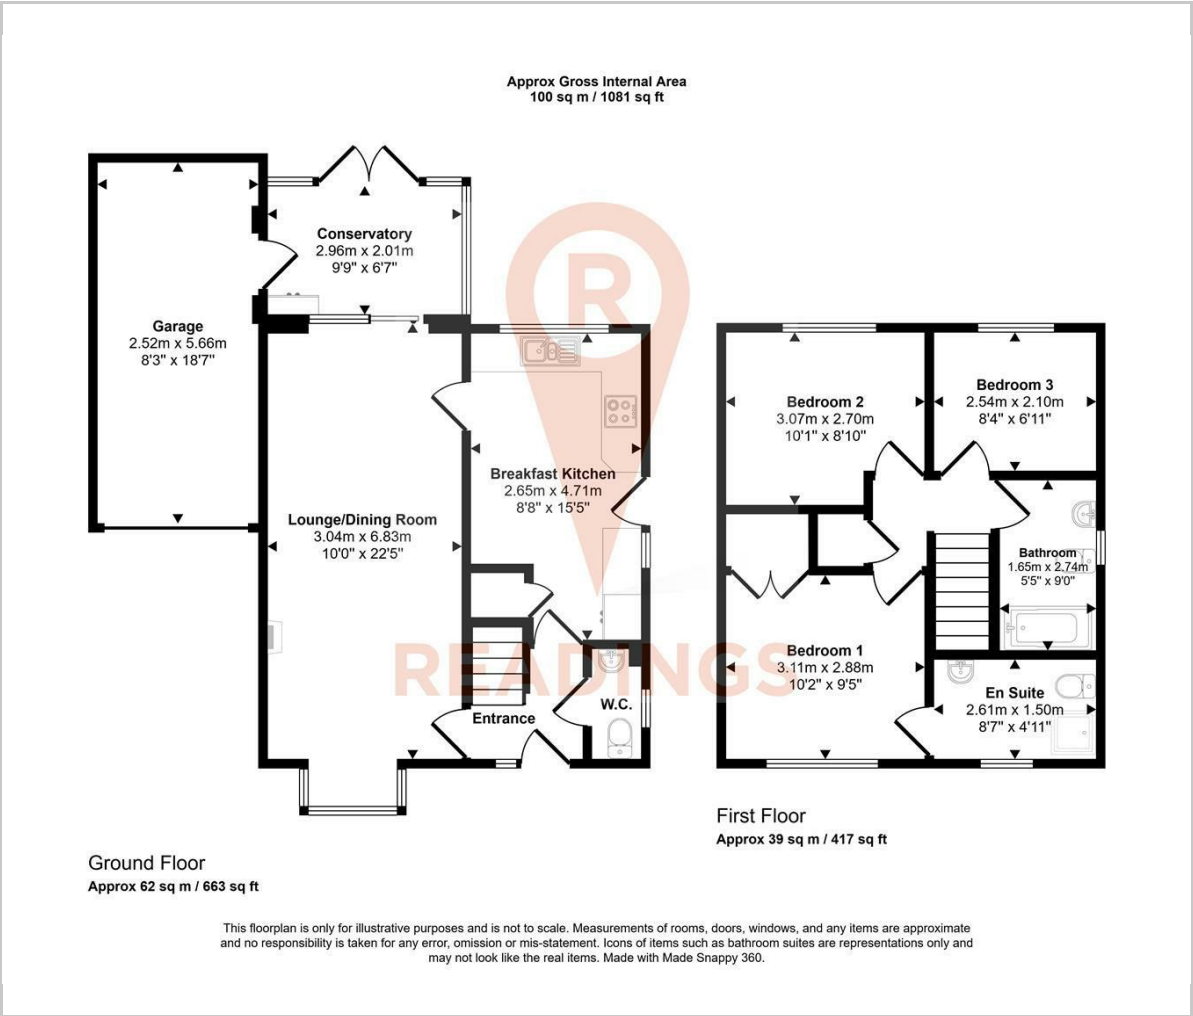 Approx Gross Internal Area
100 sq m / 1081 sq ft
Conservatory
2.96m x 2.01m
9'9" x 6'7"
Garage
2.52m x 5.66m
8'3" x 18'7"
Breakfast Kitchen
2.65m x 4.71m
8'8" x 15'5"
Lounge/Dining Room
3.04m x 6.83m
10'0" x 22'5"
Entrance
W.C.
Bedroom 2
3.07m x 2.70m
10'1" x 8'10"
Bedroom 3
2.54m x 2.10m
8'4" x 6'11"
Bathroom
1.65m x 2.74m
5'5" x 9'0"
Bedroom 1
3.11m x 2.88m
10'2" x 9'5"
En Suite
2.61m x 1.50m
8'7" x 4'11"
R
READINGS
First Floor
Approx 39 sq m / 417 sq ft
Ground Floor
Approx 62 sq m / 663 sq ft
This floorplan is only for illustrative purposes and is not to scale. Measurements of rooms, doors, windows, and any items are approximate
and no responsibility is taken for any error, omission or mis-statement. Icons of items such as bathroom suites are representations only and
may not look like the real items. Made with Made Snappy 360.